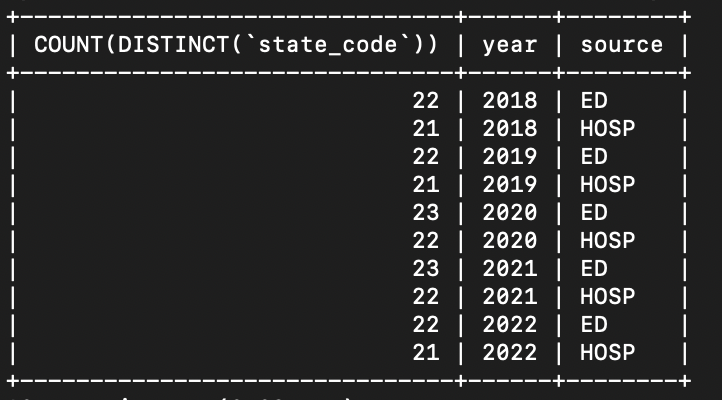 +--------------------------------+------+--------+
| COUNT(DISTINCT(`state_code`)) | year | source |
+--------------------------------+------+--------+
| 22 | 2018 | ED |
| 21 | 2018 | HOSP |
| 22 | 2019 | ED |
| 21 | 2019 | HOSP |
| 23 | 2020 | ED |
| 22 | 2020 | HOSP |
| 23 | 2021 | ED |
| 22 | 2021 | HOSP |
| 22 | 2022 | ED |
| 21 | 2022 | HOSP |
+--------------------------------+------+--------+